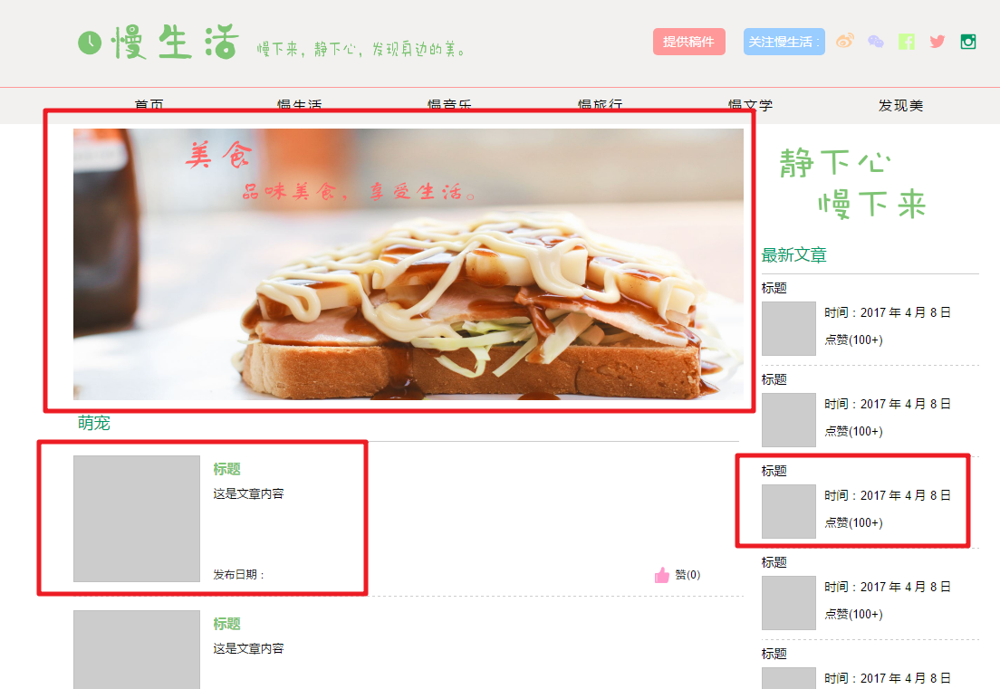 慢生活 慢下来，静下心，发现身边的美。
提供稿件 关注慢生活：
首页 慢生活 慢音乐 慢旅行 慢文学 发现美
美食
品味美食，享受生活。
静下心
慢下来
最新文章
标题
时间：2017 年 4 月 8 日
点赞(100+)
标题
时间：2017 年 4 月 8 日
点赞(100+)
标题
时间：2017 年 4 月 8 日
点赞(100+)
标题
时间：2017 年 4 月 8 日
点赞(100+)
标题
时间：2017 年 4 月 8 日
萌宠
标题
这是文章内容
发布日期： 赞(0)
标题
这是文章内容